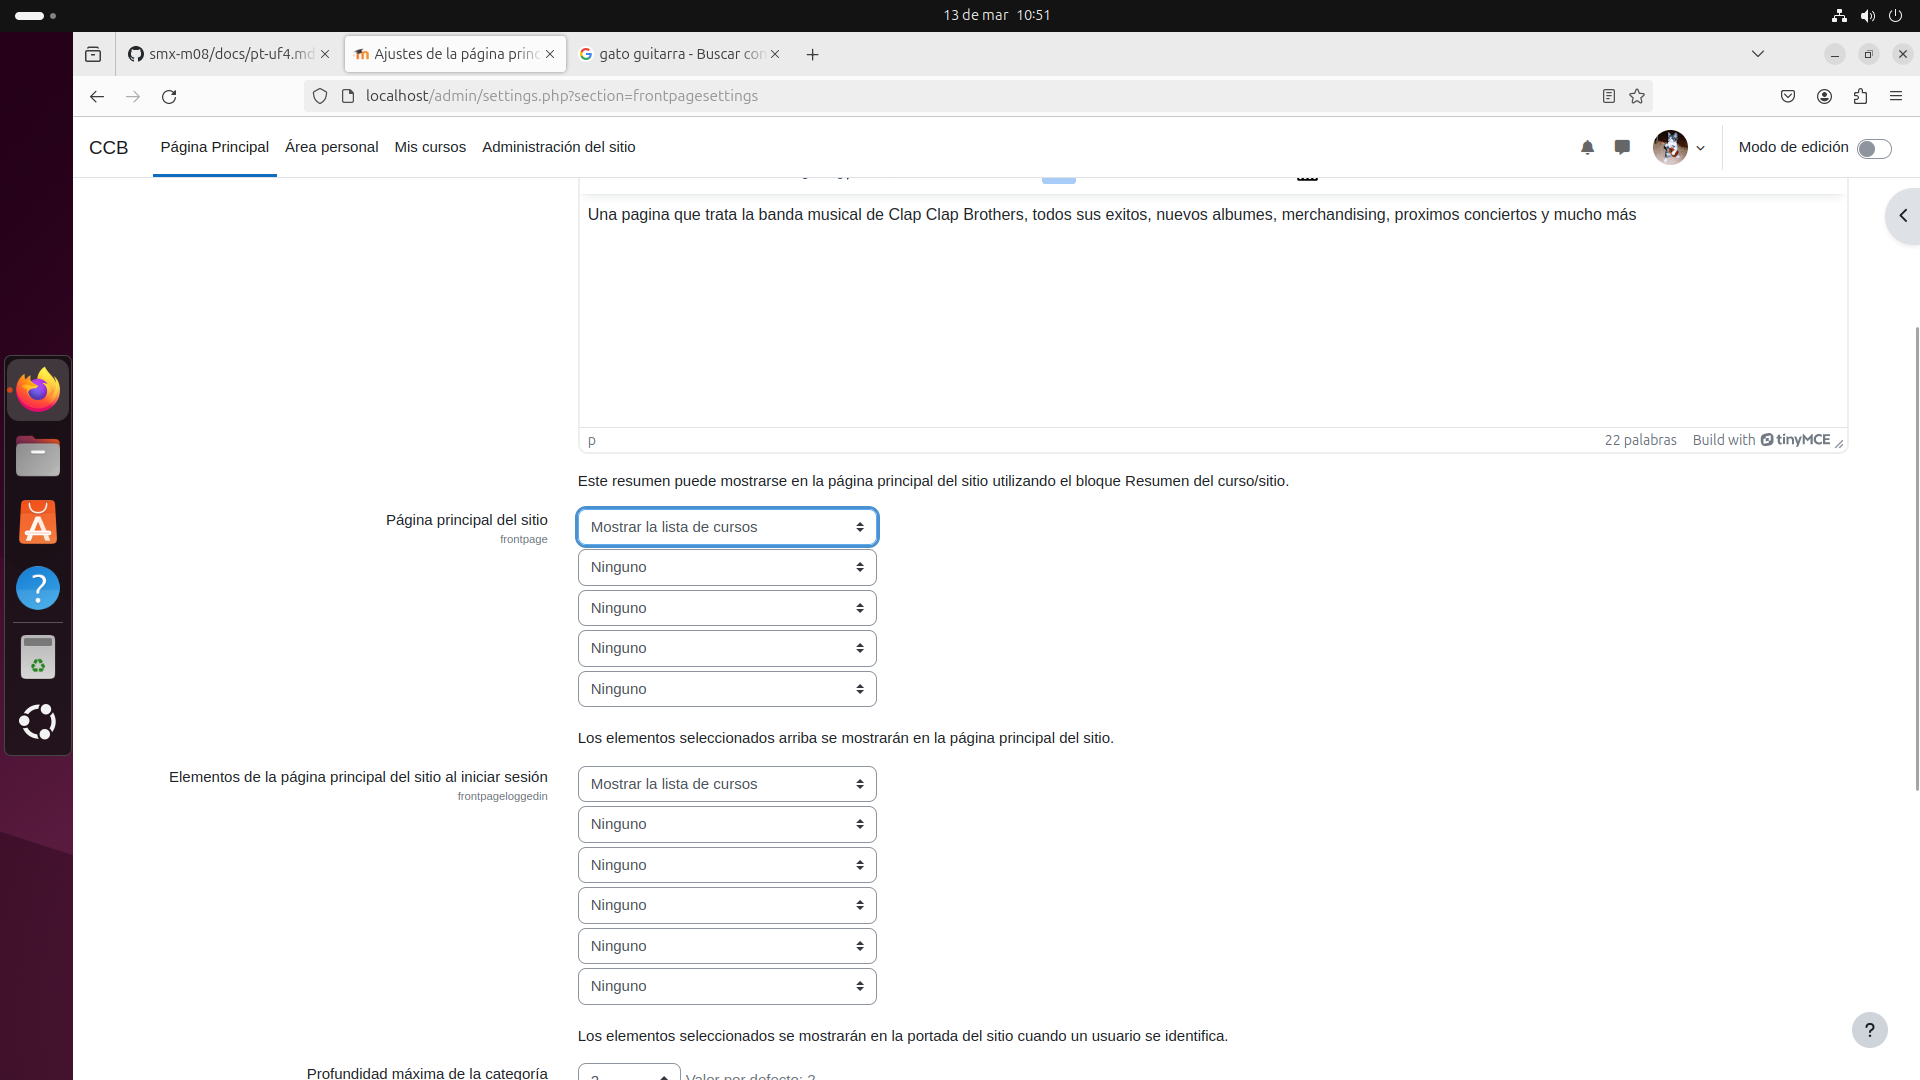 13 de mar 10:51
smx-m08/docs/pt-uf4.md
Ajustes de la página princ
gato guitarra - Buscar con
localhost/admin/settings.php?section=frontpagesettings
CCB
Página Principal
Área personal
Mis cursos
Administración del sitio
Modo de edición
Una pagina que trata la banda musical de Clap Clap Brothers, todos sus exitos, nuevos albumes, merchandising, proximos conciertos y mucho más
p
22 palabras
Build with tinyMCE
Este resumen puede mostrarse en la página principal del sitio utilizando el bloque Resumen del curso/sitio.
Página principal del sitio
frontpage
Mostrar la lista de cursos
Ninguno
Ninguno
Ninguno
Ninguno
Los elementos seleccionados arriba se mostrarán en la página principal del sitio.
Elementos de la página principal del sitio al iniciar sesión
frontpageloggedin
Mostrar la lista de cursos
Ninguno
Ninguno
Ninguno
Ninguno
Ninguno
Los elementos seleccionados se mostrarán en la portada del sitio cuando un usuario se identifica.
?
Profundidad máxima de la categoría
2
Valor por defecto: 2